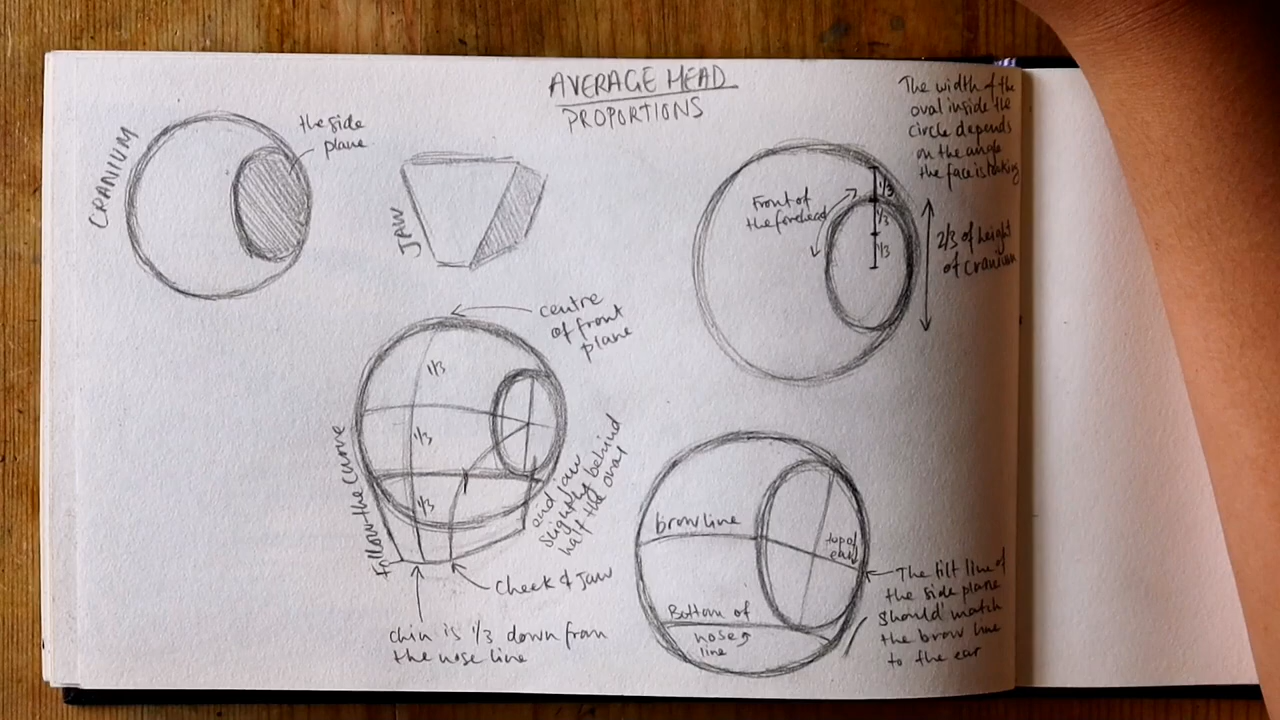 AVERAGE HEAD
PROPORTIONS
CRANIUM
the side
plane
JAW
The width of the
oval inside the
circle depends
on the angle
the face is looking
Front of
the forehead
1/3
1/3
1/3
2/3 of height
of cranium
centre
of front
plane
1/3
1/3
1/3
Follow the curve
end jaw
slightly behind
half the oval
Cheek & Jaw
chin is 1/3 down from
the nose line
brow line
top of
ear
Bottom of
nose
line
The tilt line of
the side plane
should match
the brow line
to the ear